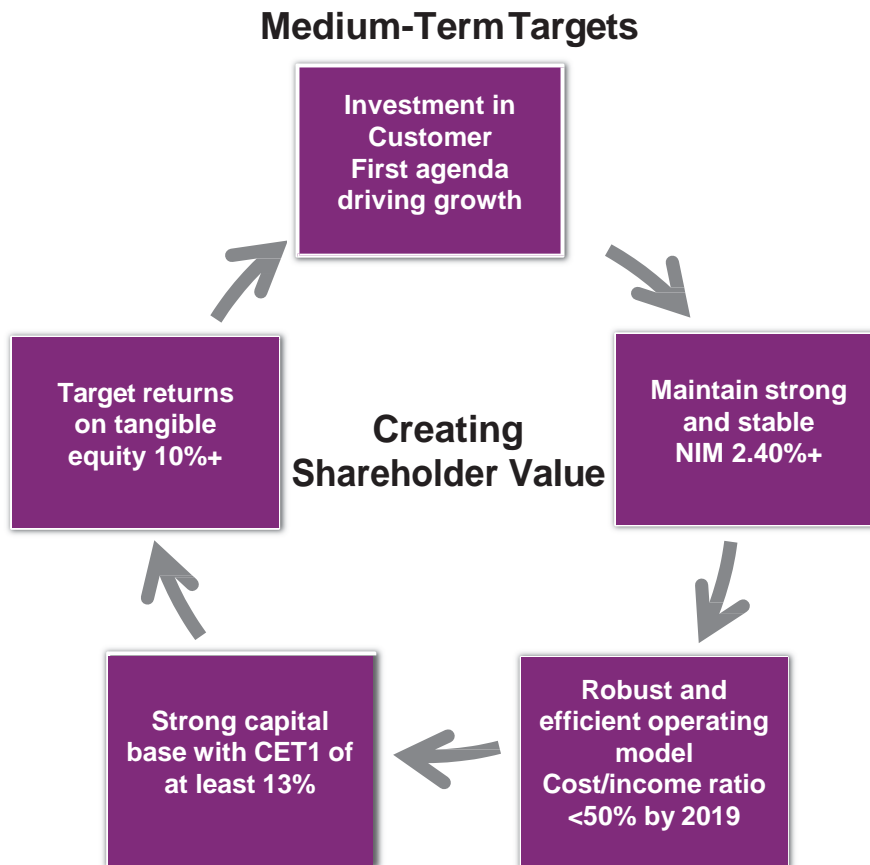 Medium-Term Targets
Investment in
Customer
First agenda
driving growth
Maintain strong
and stable
NIM 2.40%+
Robust and
efficient operating
model
Cost/income ratio
<50% by 2019
Strong capital
base with CET1 of
at least 13%
Target returns
on tangible
equity 10%+
Creating
Shareholder Value